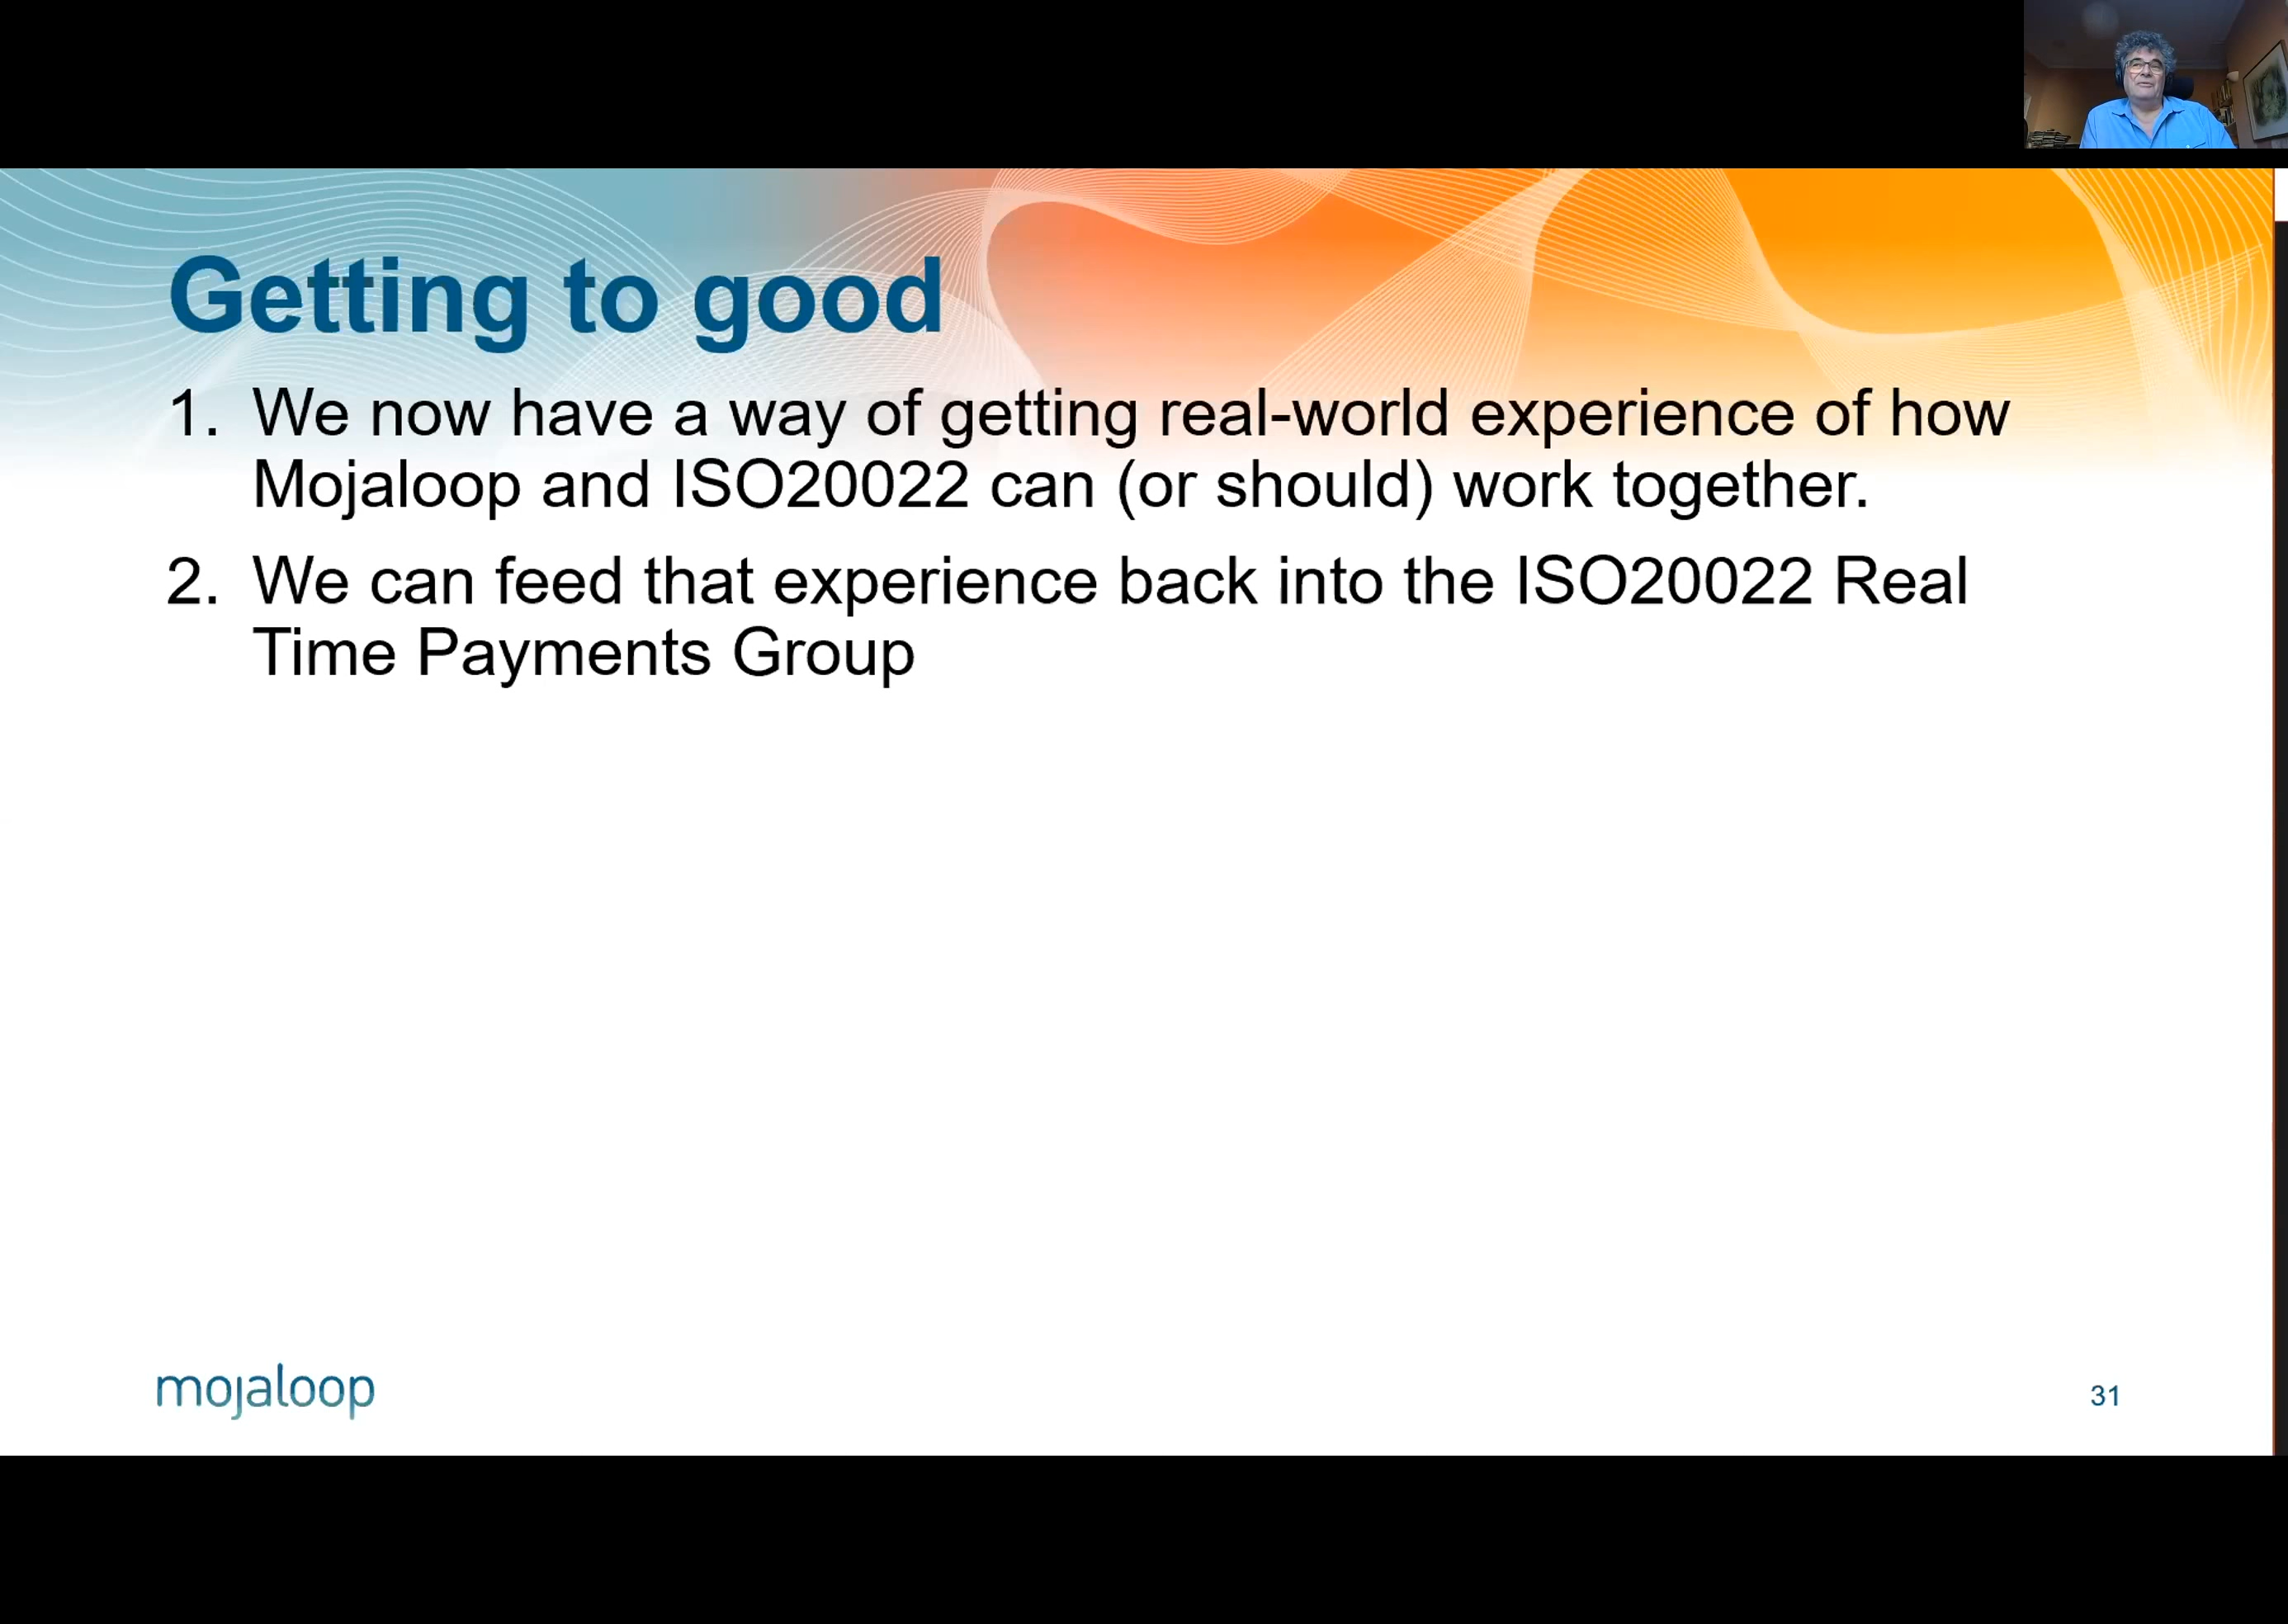 Getting to good
1. We now have a way of getting real-world experience of how
Mojaloop and ISO20022 can (or should) work together.
2. We can feed that experience back into the ISO20022 Real
Time Payments Group
mojaloop
31